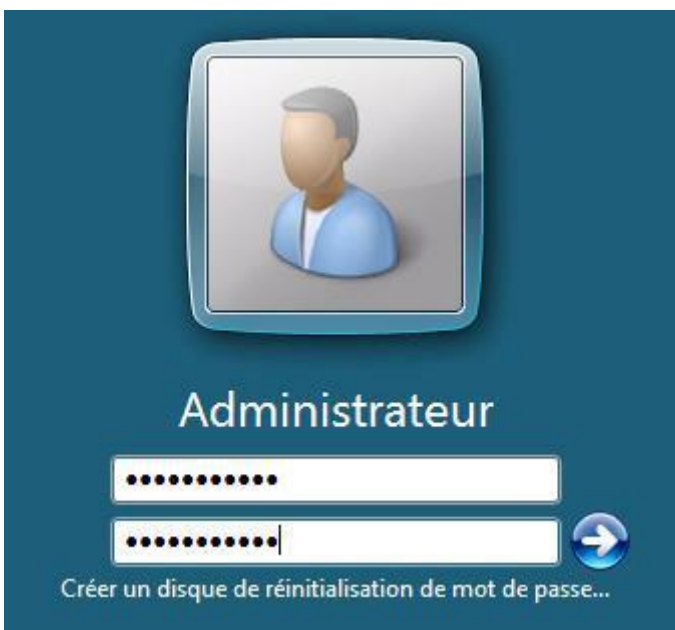 Administrateur
•••••••••••
•••••••••••
Créer un disque de réinitialisation de mot de passe...